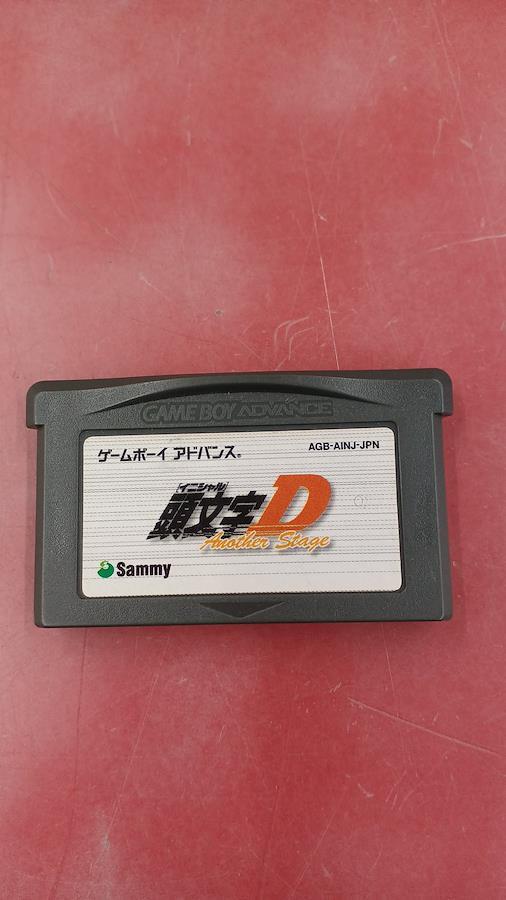 GAME BOY ADVANCE
ゲームボーイ アドバンス®
AGB-AINJ-JPN
[イニシャル]
頭文字D
Another Stage
Sammy